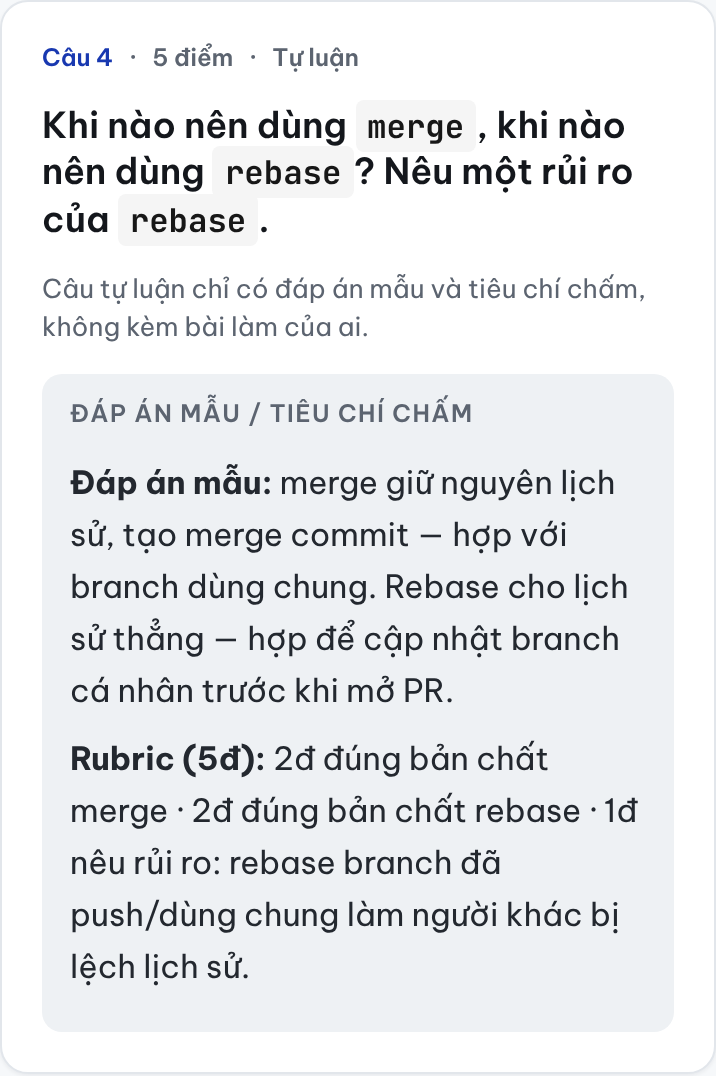 Câu 4 · 5 điểm · Tự luận
Khi nào nên dùng merge , khi nào
nên dùng rebase ? Nêu một rủi ro
của rebase .
Câu tự luận chỉ có đáp án mẫu và tiêu chí chấm,
không kèm bài làm của ai.
ĐÁP ÁN MẪU / TIÊU CHÍ CHẤM
Đáp án mẫu: merge giữ nguyên lịch
sử, tạo merge commit — hợp với
branch dùng chung. Rebase cho lịch
sử thẳng — hợp để cập nhật branch
cá nhân trước khi mở PR.
Rubric (5đ): 2đ đúng bản chất
merge · 2đ đúng bản chất rebase · 1đ
nêu rủi ro: rebase branch đã
push/dùng chung làm người khác bị
lệch lịch sử.